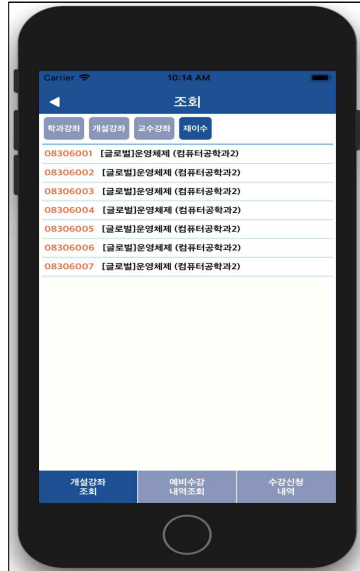 Carrier 10:14 AM
조회
학과강좌 개설강좌 교수강좌 재이수
08306001 [글로벌]운영체제 (컴퓨터공학과2)
08306002 [글로벌]운영체제 (컴퓨터공학과2)
08306003 [글로벌]운영체제 (컴퓨터공학과2)
08306004 [글로벌]운영체제 (컴퓨터공학과2)
08306005 [글로벌]운영체제 (컴퓨터공학과2)
08306006 [글로벌]운영체제 (컴퓨터공학과2)
08306007 [글로벌]운영체제 (컴퓨터공학과2)
개설강좌 예비수강 수강신청
조회 내역조회 내역